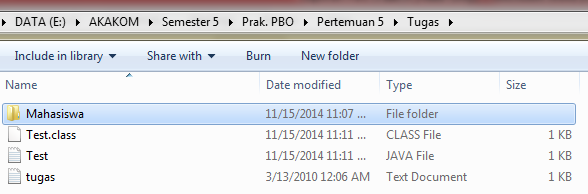 DATA (E:) AKAKOM Semester 5 Prak. PBO Pertemuan 5 Tugas
Include in library Share with Burn New folder
Name Date modified Type Size
Mahasiswa 11/15/2014 11:07 ... File folder
Test.class 11/15/2014 11:11 ... CLASS File 1 KB
Test 11/15/2014 11:11 ... JAVA File 1 KB
tugas 3/13/2010 12:06 AM Text Document 1 KB